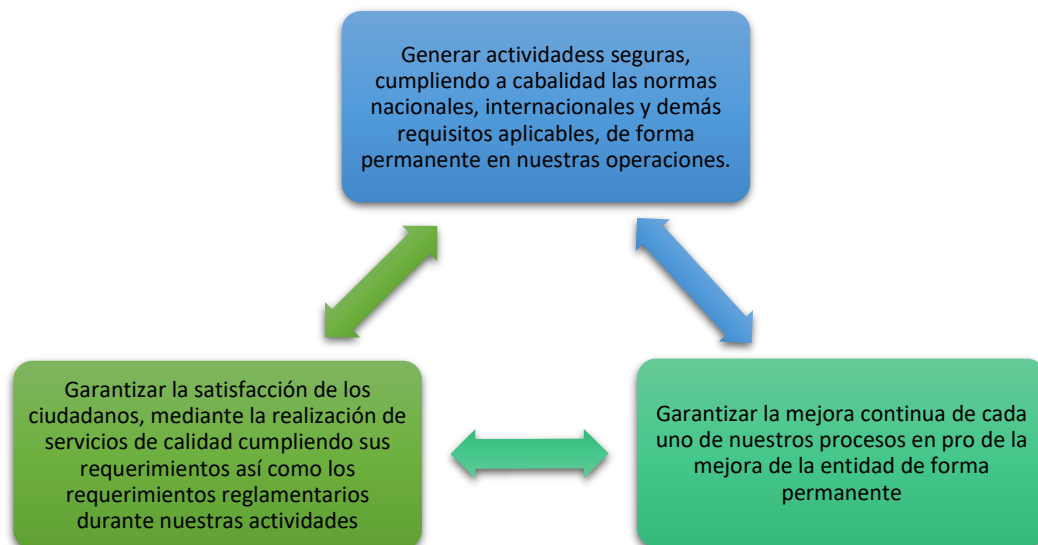 Generar actividadess seguras,
cumpliendo a cabalidad las normas
nacionales, internacionales y demás
requisitos aplicables, de forma
permanente en nuestras operaciones.
Garantizar la satisfacción de los
ciudadanos, mediante la realización de
servicios de calidad cumpliendo sus
requerimientos así como los
requerimientos reglamentarios
durante nuestras actividades
Garantizar la mejora continua de cada
uno de nuestros procesos en pro de la
mejora de la entidad de forma
permanente